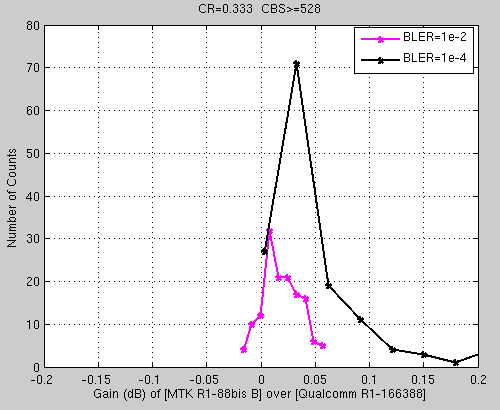 CR=0.333 CBS>=528
BLER=1e-2
BLER=1e-4
Number of Counts
80
70
60
50
40
30
20
10
0
-0.2 -0.15 -0.1 -0.05 0 0.05 0.1 0.15 0.2
Gain (dB) of [MTK R1-88bis B] over [Qualcomm R1-166388]